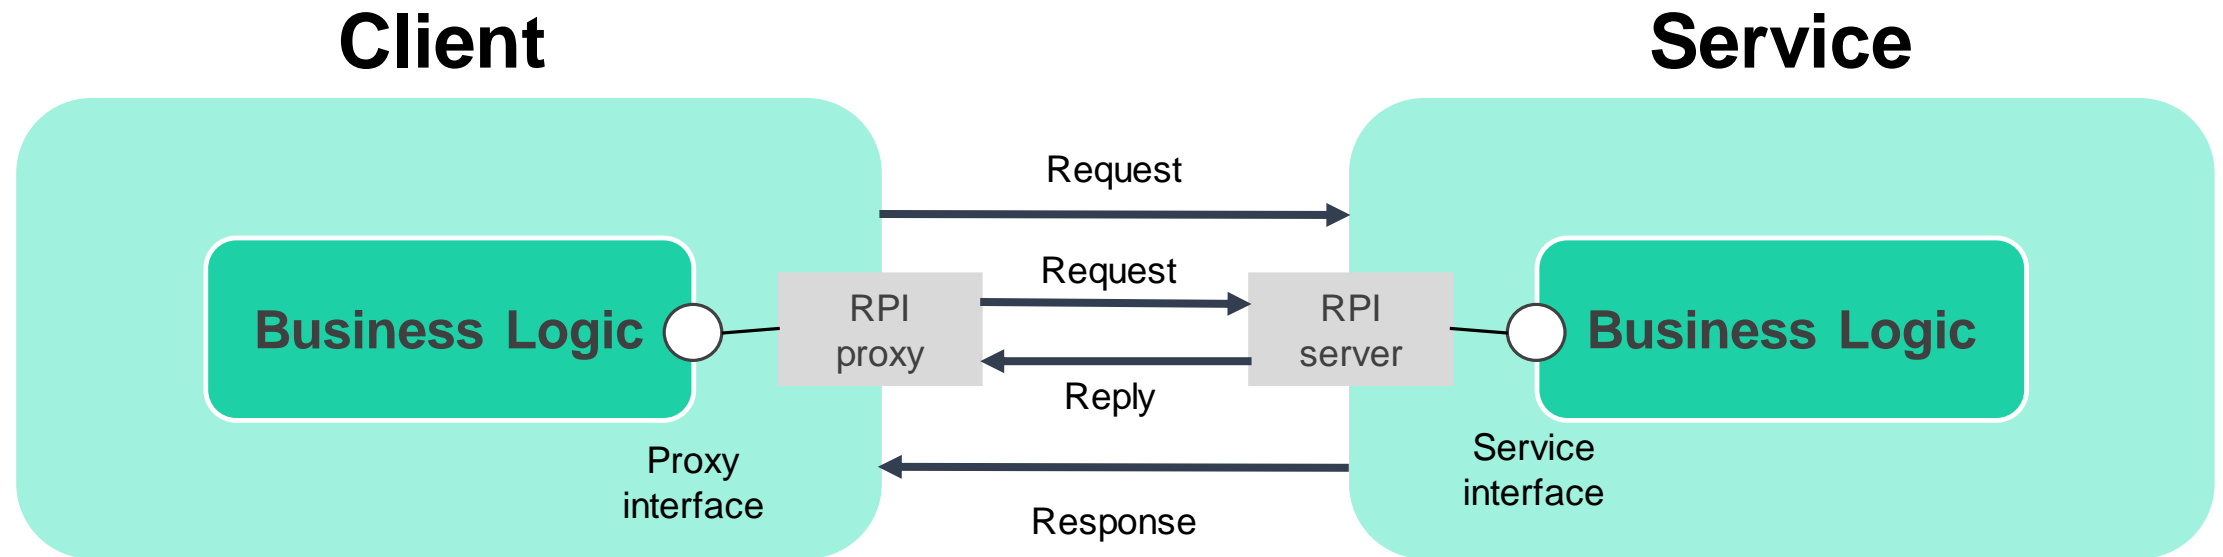 Client
Service
Request
Request
RPI
proxy
RPI
server
Business Logic
Business Logic
Reply
Proxy
interface
Service
interface
Response